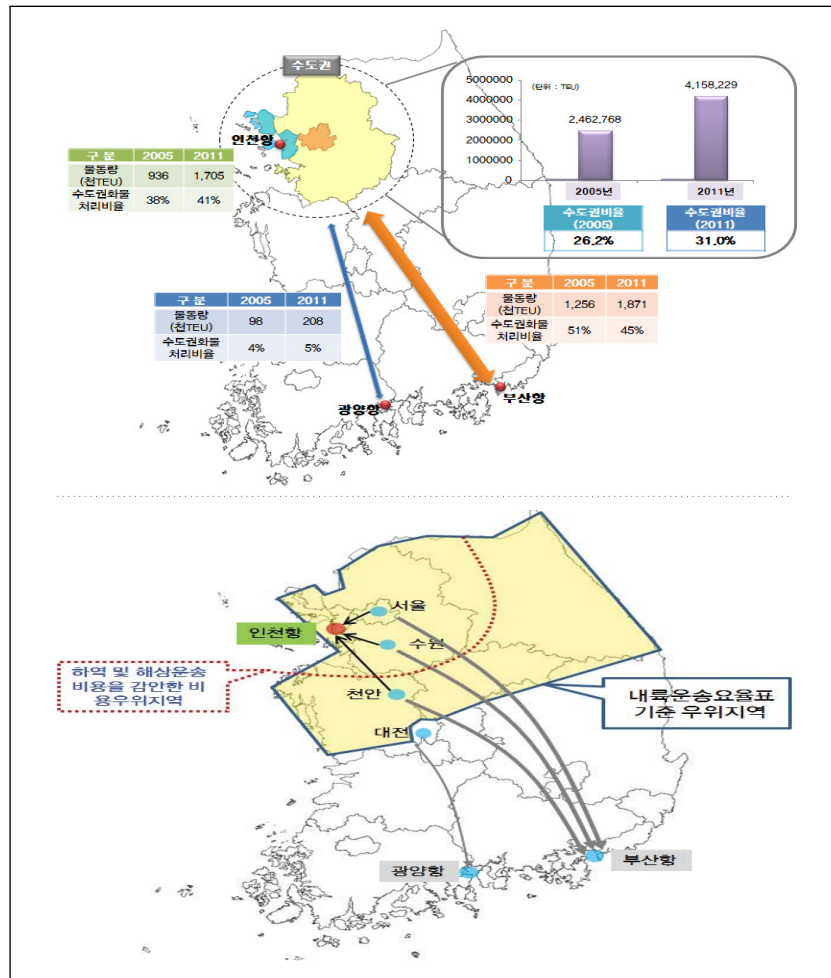 수도권
(단위 : TEU)
5000000
4000000
3000000
2000000
1000000
0
2,462,768
4,158,229
2005년
2011년
수도권비율
(2005)
수도권비율
(2011)
26.2%
31.0%
인천항
구 분 2005 2011
물동량
(천TEU) 936 1,705
수도권화물
처리비율 38% 41%
구 분 2005 2011
물동량
(천TEU) 98 208
수도권화물
처리비율 4% 5%
구 분 2005 2011
물동량
(천TEU) 1,256 1,871
수도권화물
처리비율 51% 45%
광양항
부산항
서울
인천항
수원
하역 및 해상운송
비용을 감안한 비
용우위지역
천안
내륙운송요율표
기준 우위지역
대전
광양항
부산항